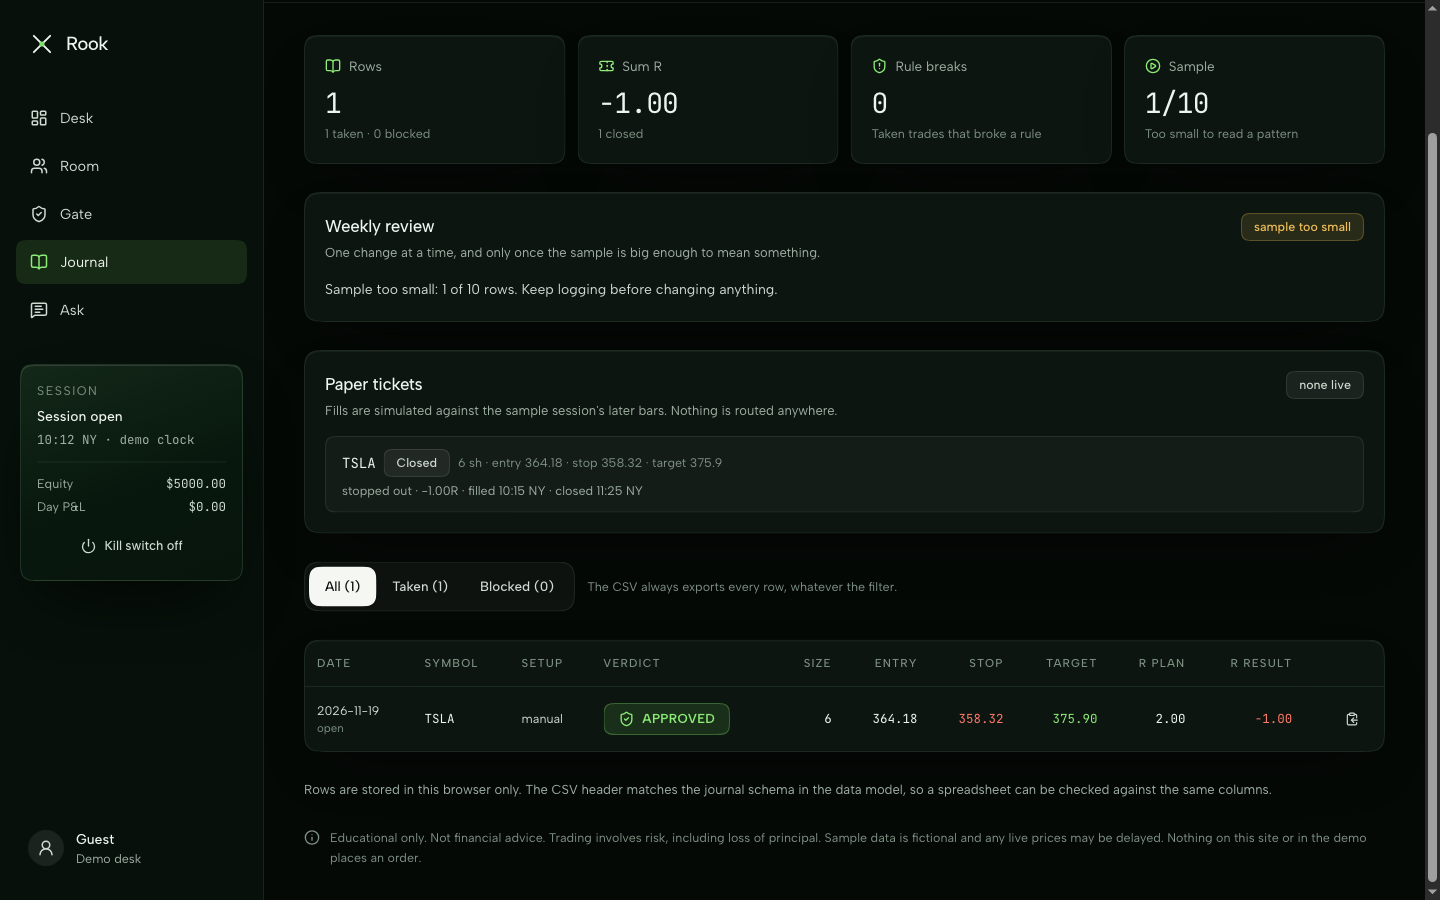 Rook
Desk
Room
Gate
Journal
Ask
SESSION
Session open
10:12 NY · demo clock
Equity $5000.00
Day P&L $0.00
Kill switch off
Guest
Demo desk
Rows
1
1 taken · 0 blocked
Sum R
-1.00
1 closed
Rule breaks
0
Taken trades that broke a rule
Sample
1/10
Too small to read a pattern
Weekly review
sample too small
One change at a time, and only once the sample is big enough to mean something.
Sample too small: 1 of 10 rows. Keep logging before changing anything.
Paper tickets
none live
Fills are simulated against the sample session's later bars. Nothing is routed anywhere.
TSLA Closed 6 sh · entry 364.18 · stop 358.32 · target 375.9
stopped out · -1.00R · filled 10:15 NY · closed 11:25 NY
All (1) Taken (1) Blocked (0) The CSV always exports every row, whatever the filter.
DATE SYMBOL SETUP VERDICT SIZE ENTRY STOP TARGET R PLAN R RESULT
2026-11-19
open
TSLA manual APPROVED 6 364.18 358.32 375.90 2.00 -1.00
Rows are stored in this browser only. The CSV header matches the journal schema in the data model, so a spreadsheet can be checked against the same columns.
Educational only. Not financial advice. Trading involves risk, including loss of principal. Sample data is fictional and any live prices may be delayed. Nothing on this site or in the demo
places an order.